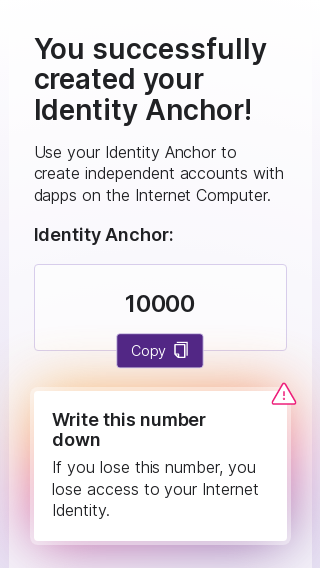 You successfully
created your
Identity Anchor!
Use your Identity Anchor to
create independent accounts with
dapps on the Internet Computer.
Identity Anchor:
10000
Copy
Write this number
down
If you lose this number, you
lose access to your Internet
Identity.